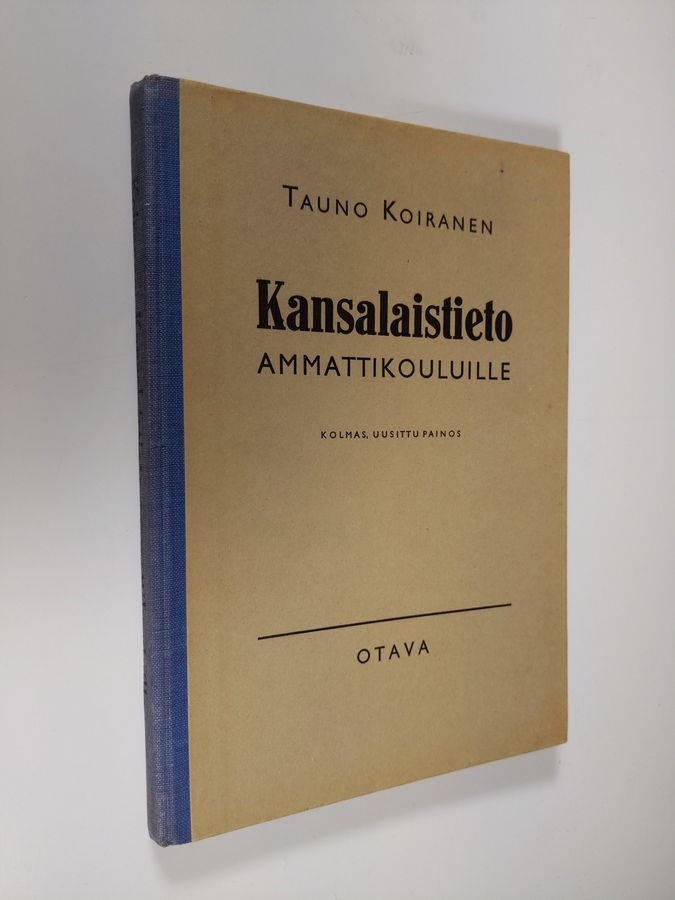 TAUNO KOIRANEN
Kansalaistieto
AMMATTIKOULUILLE
KOLMAS, UUSITTU PAINOS
OTAVA